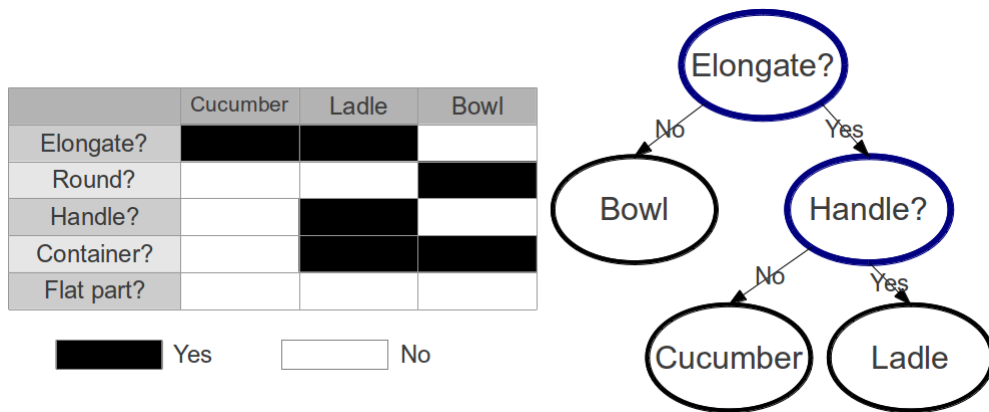 Cucumber Ladle Bowl
Elongate?
Round?
Handle?
Container?
Flat part?
Yes No
Elongate?
No Yes
Bowl Handle?
No Yes
Cucumber Ladle